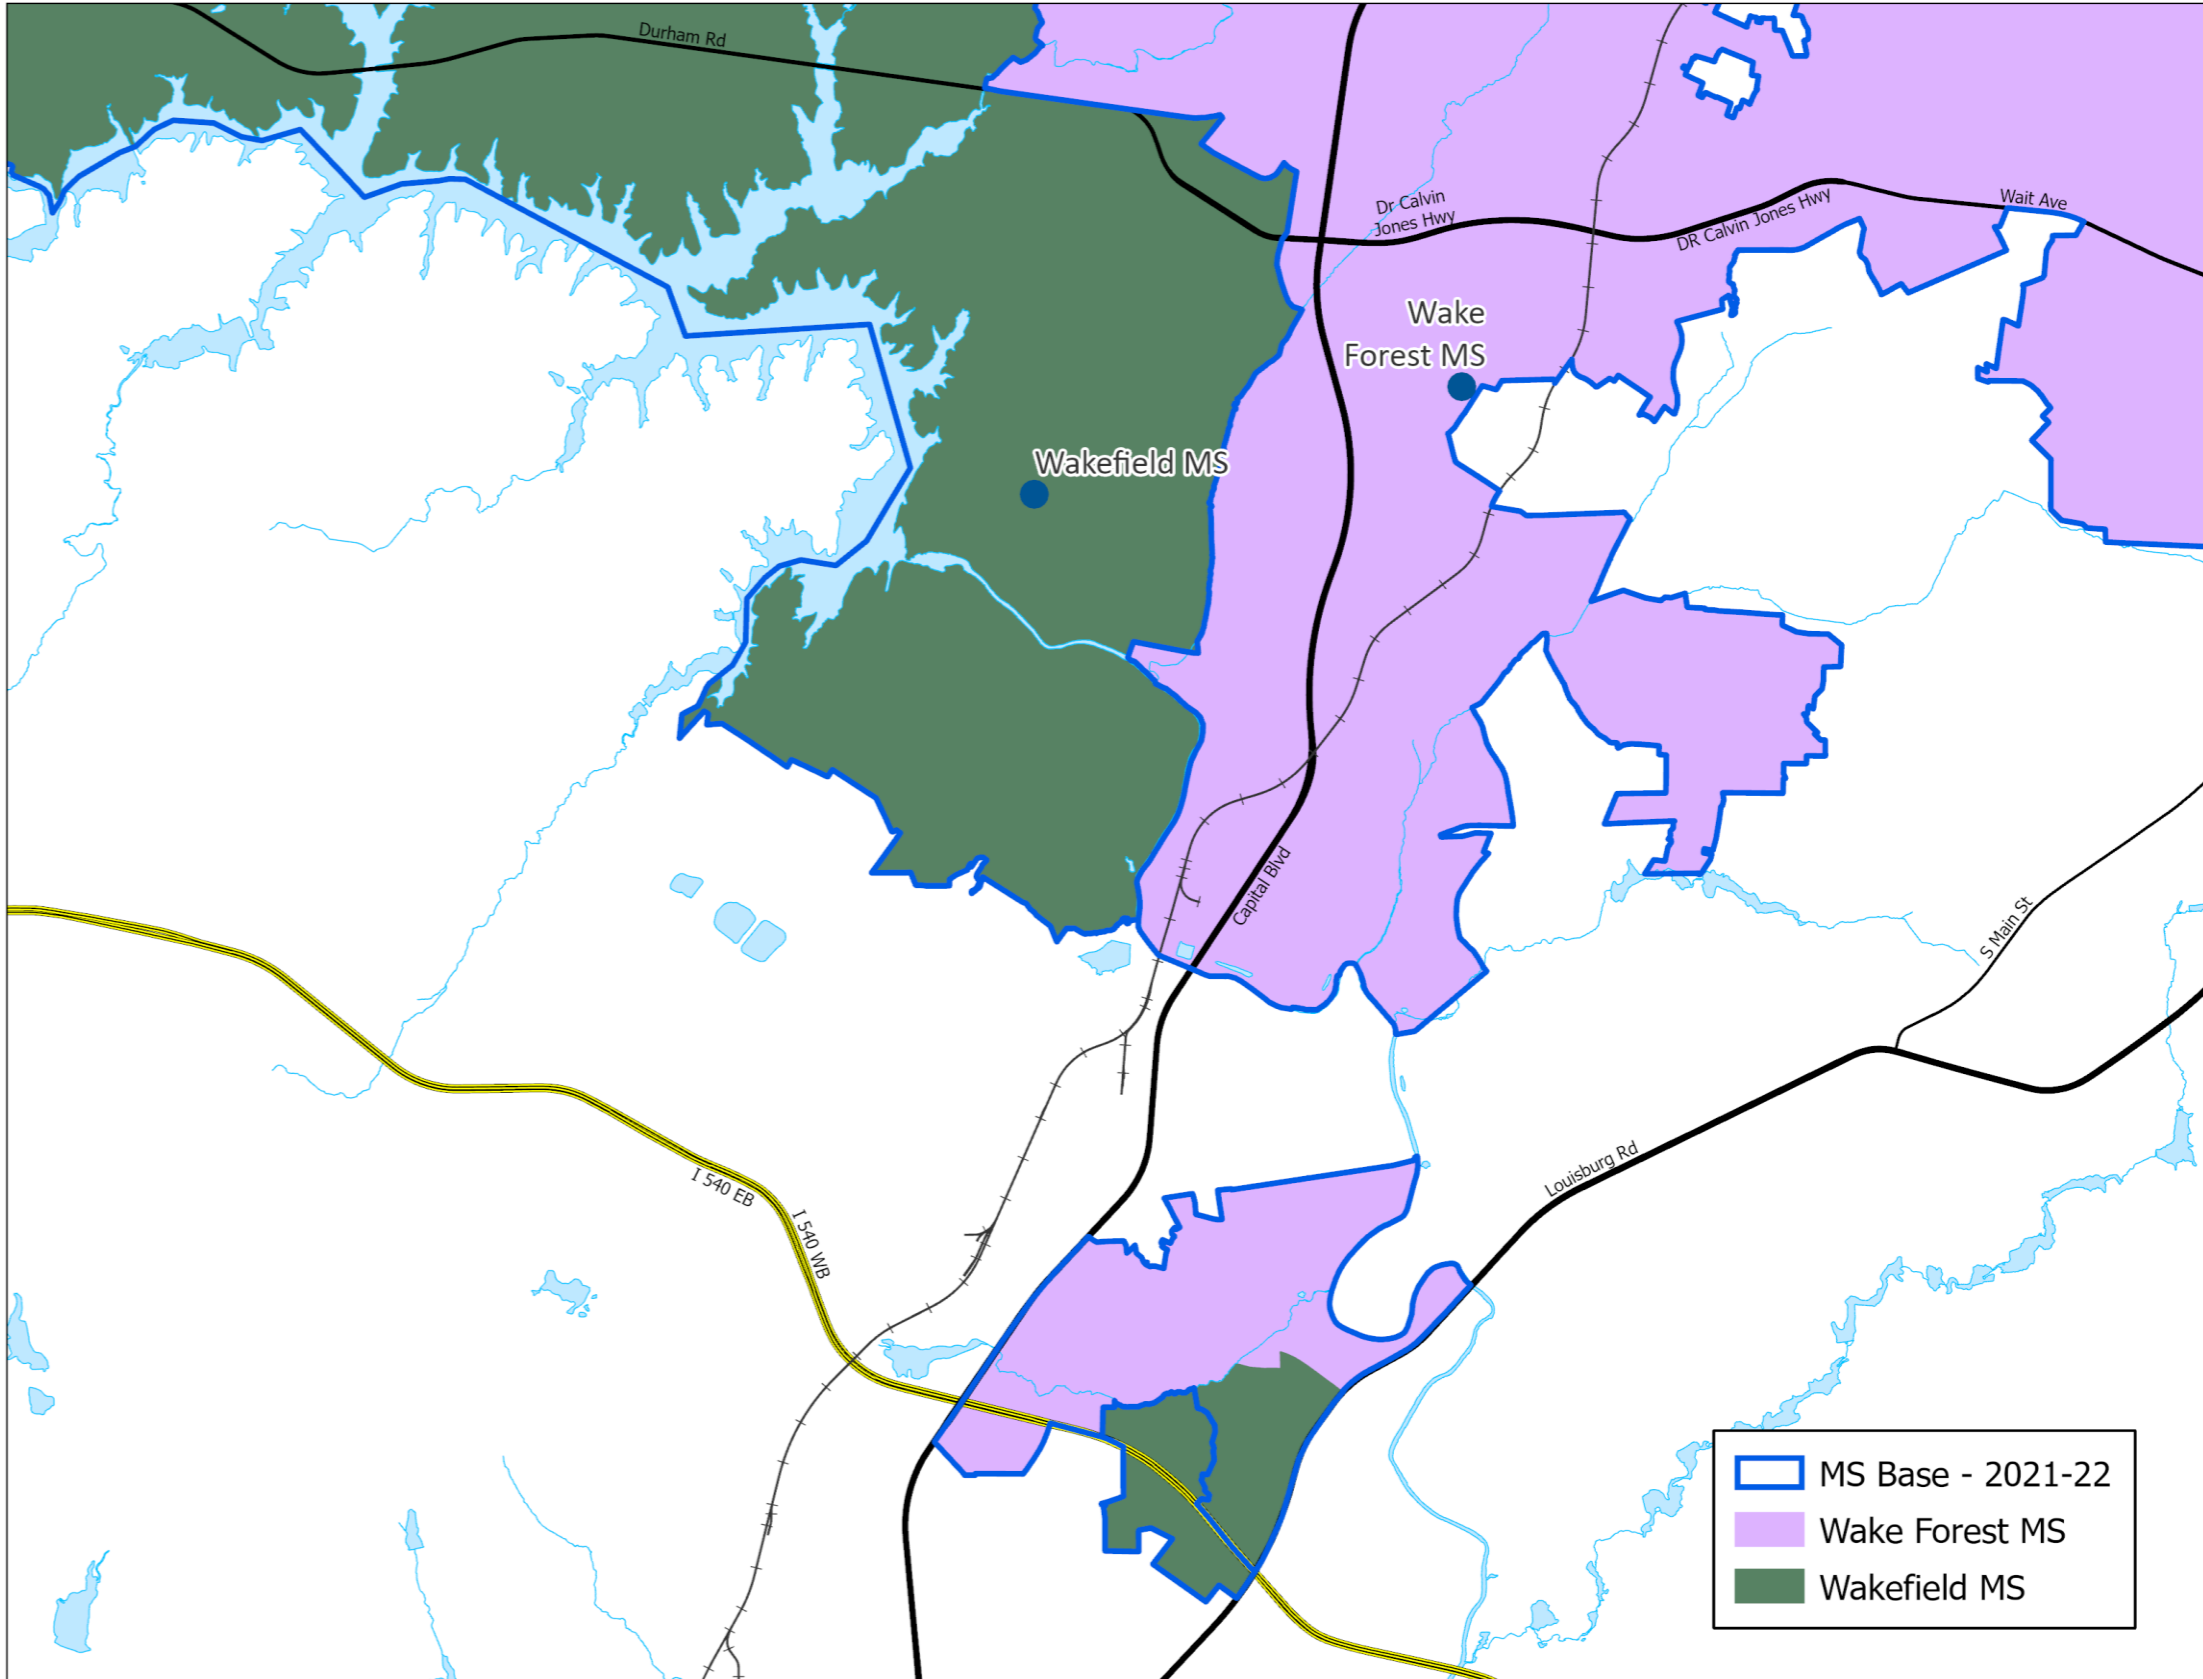 Durham Rd
Dr Calvin
Jones Hwy
DR Calvin Jones Hwy
Wait Ave
Wake
Forest MS
Wakefield MS
Capital Blvd
S Main St
Louisburg Rd
I 540 EB
I 540 WB
MS Base - 2021-22
Wake Forest MS
Wakefield MS